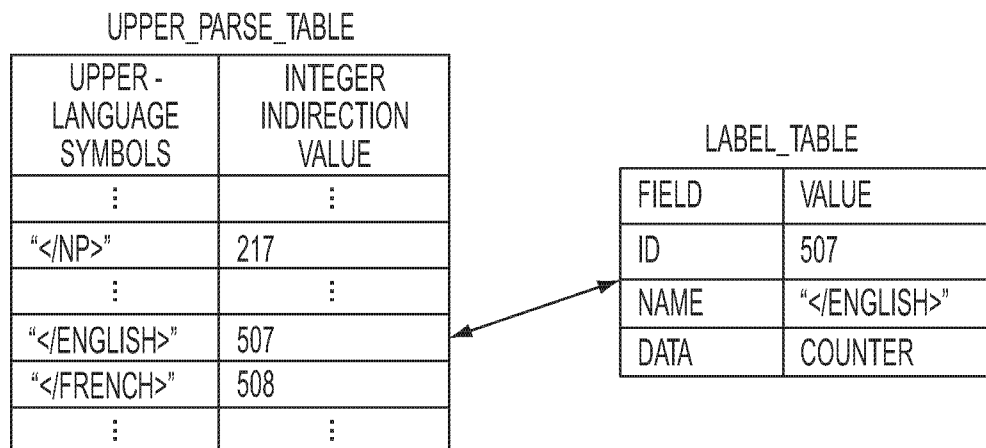 UPPER_PARSE_TABLE
UPPER -
LANGUAGE
SYMBOLS
INTEGER
INDIRECTION
VALUE
⋮ ⋮
“</NP>” 217
⋮ ⋮
“</ENGLISH>” 507
“</FRENCH>” 508
⋮ ⋮
LABEL_TABLE
FIELD VALUE
ID 507
NAME “</ENGLISH>”
DATA COUNTER